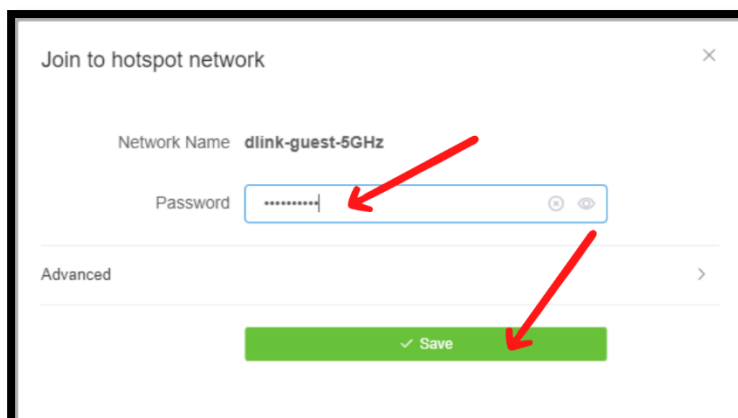 Join to hotspot network
Network Name dlink-guest-5GHz
Password ••••••••••
Advanced
Save